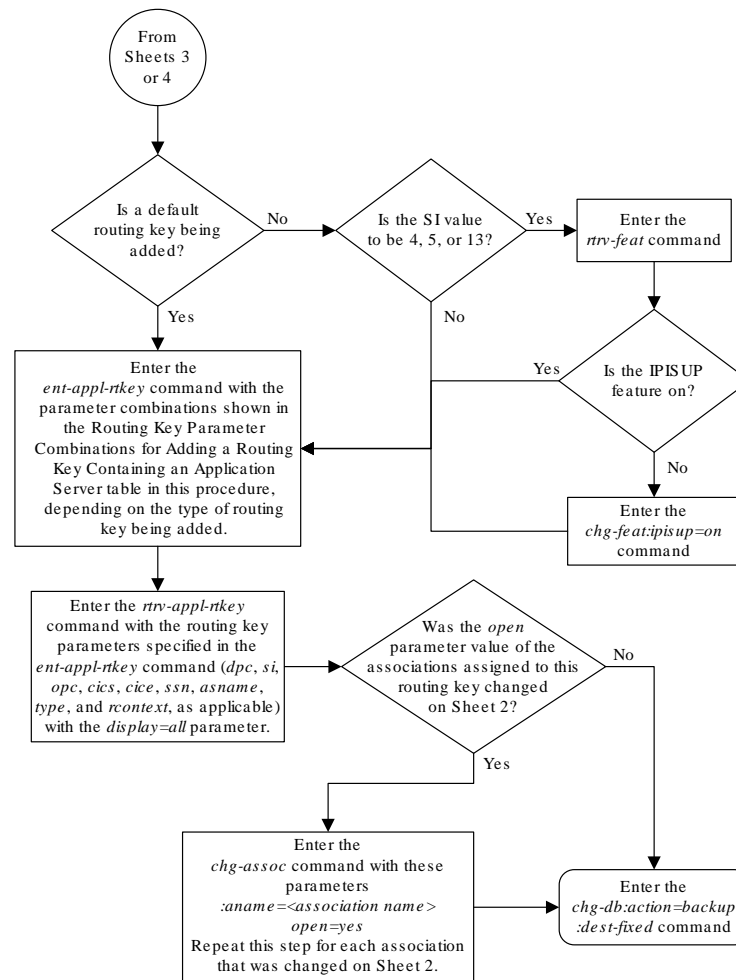 From
Sheets 3
or 4
Is a default
routing key being
added?
No
Yes
Is the SI value
to be 4, 5, or 13?
Yes
No
Enter the
rtrv-feat command
Is the IPISUP
feature on?
Yes
No
Enter the
chg-feat:ipisup=on
command
Enter the
ent-appl-rtkey command with the
parameter combinations shown in
the Routing Key Parameter
Combinations for Adding a Routing
Key Containing an Application
Server table in this procedure,
depending on the type of routing
key being added.
Enter the rtrv-appl-rtkey
command with the routing key
parameters specified in the
ent-appl-rtkey command (dpc, si,
opc, cics, cice, ssn, asname,
type, and rcontext, as applicable)
with the display=all parameter.
Was the open
parameter value of the
associations assigned to this
routing key changed
on Sheet 2?
No
Yes
Enter the
chg-assoc command with these
parameters
:aname=<association name>
open=yes
Repeat this step for each association
that was changed on Sheet 2.
Enter the
chg-db:action=backup
:dest-fixed command